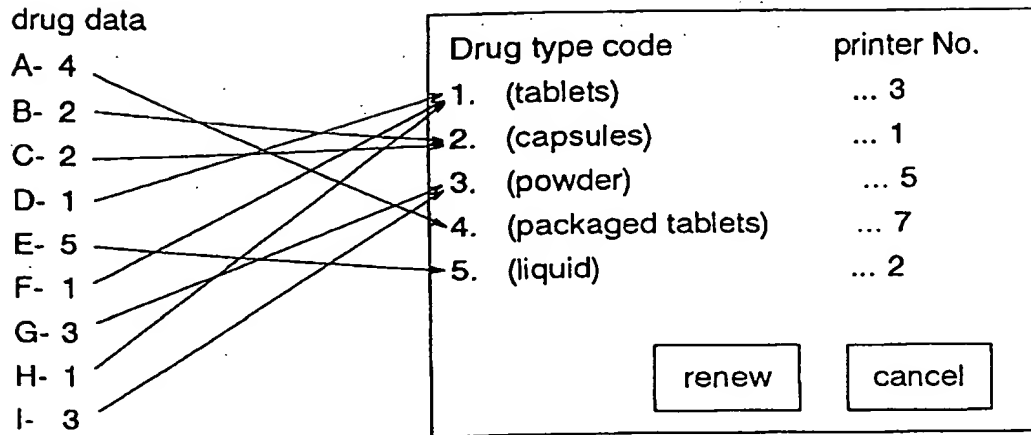 drug data
A- 4
B- 2
C- 2
D- 1
E- 5
F- 1
G- 3
H- 1
I- 3
Drug type code printer No.
1. (tablets) ... 3
2. (capsules) ... 1
3. (powder) ... 5
4. (packaged tablets) ... 7
5. (liquid) ... 2
renew cancel